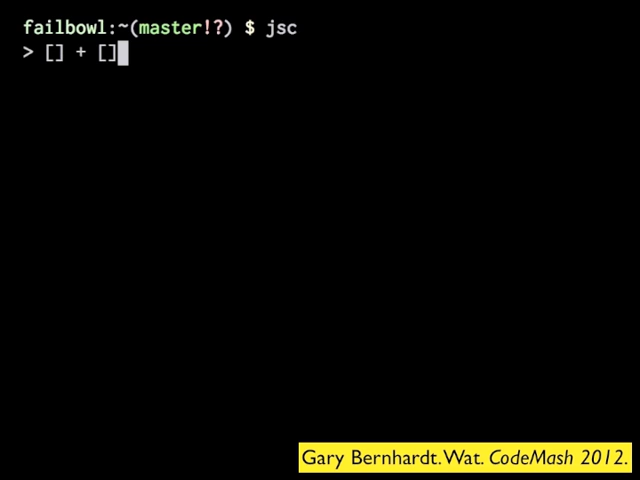 failbowl:~(master!?) $ jsc
> [] + []
Gary Bernhardt. Wat. CodeMash 2012.